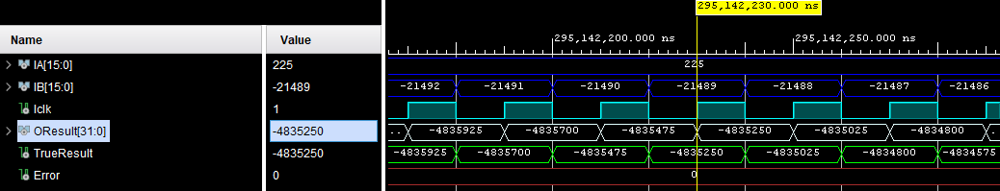 295,142,230.000 ns
Name Value
295,142,200.000 ns 295,142,250.000 ns
IA[15:0] 225 225
IB[15:0] -21489 -21492 -21491 -21490 -21489 -21488 -21487 -21486
Iclk 1
OResult[31:0] -4835250 .. -4835925 -4835700 -4835475 -4835250 -4835025 -4834800
TrueResult -4835250 -4835925 -4835700 -4835475 -4835250 -4835025 -4834800 -4834575
Error 0 0